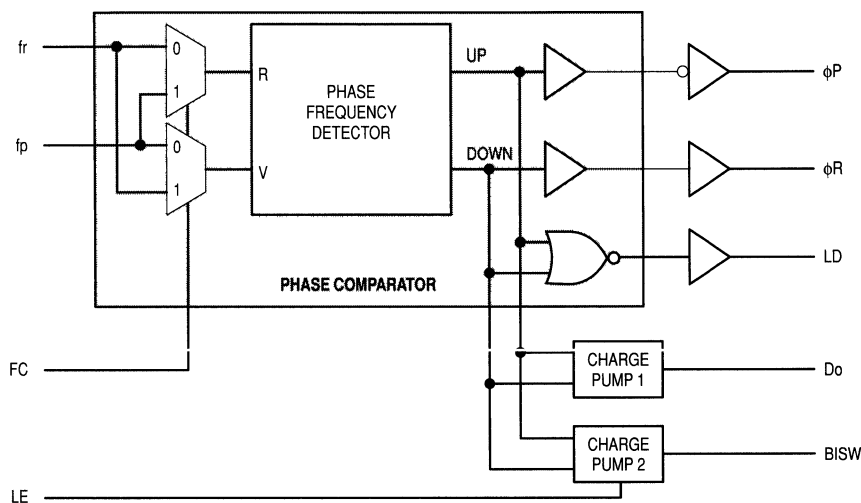 fr
0
1
fp
0
1
R
V
PHASE
FREQUENCY
DETECTOR
UP
DOWN
PHASE COMPARATOR
ϕP
ϕR
LD
FC
CHARGE
PUMP 1
Do
CHARGE
PUMP 2
BISW
LE